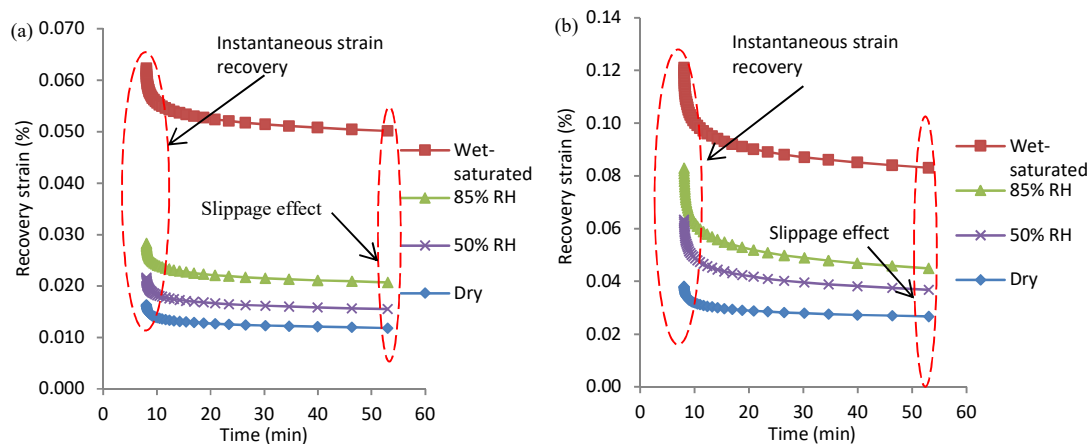 (a)
0.070
0.060
0.050
0.040
0.030
0.020
0.010
0.000
Recovery strain (%)
0 10 20 30 40 50 60
Time (min)
Instantaneous strain
recovery
Slippage effect
Wet-
saturated
85% RH
50% RH
Dry
(b)
0.14
0.12
0.10
0.08
0.06
0.04
0.02
0.00
Recovery strain (%)
0 10 20 30 40 50 60
Time (min)
Instantaneous strain
recovery
Slippage effect
Wet-
saturated
85% RH
50% RH
Dry